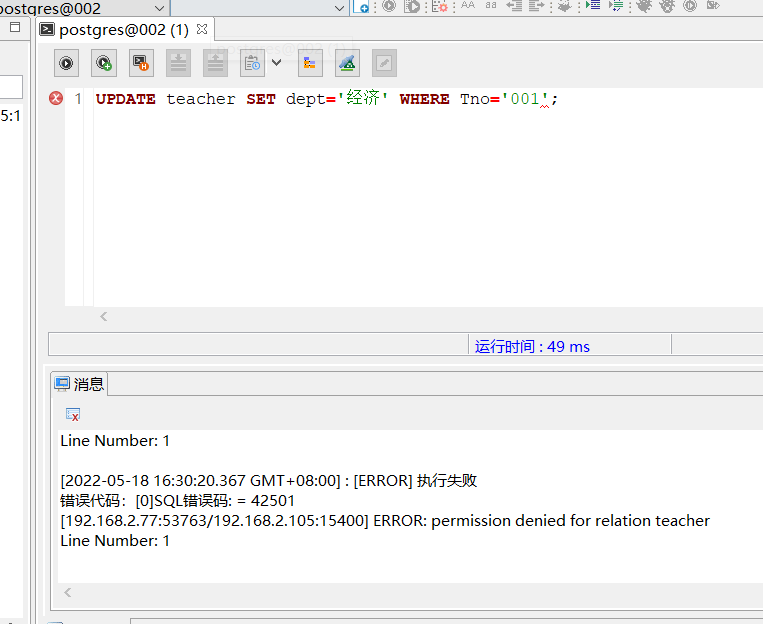 postgres@002
postgres@002 (1)
5:1
1 UPDATE teacher SET dept='经济' WHERE Tno='001';
运行时间 : 49 ms
消息
Line Number: 1
[2022-05-18 16:30:20.367 GMT+08:00] : [ERROR] 执行失败
错误代码：[0]SQL错误码: = 42501
[192.168.2.77:53763/192.168.2.105:15400] ERROR: permission denied for relation teacher
Line Number: 1